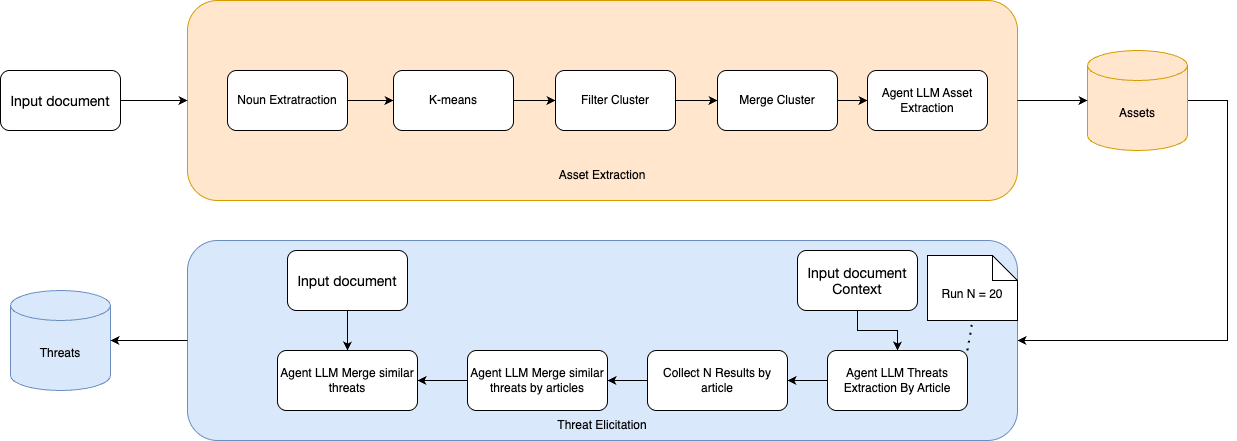 Input document
Noun Extratraction
K-means
Filter Cluster
Merge Cluster
Agent LLM Asset
Extraction
Assets
Asset Extraction
Input document
Input document
Context
Run N = 20
Threats
Agent LLM Merge similar
threats
Agent LLM Merge similar
threats by articles
Collect N Results by
article
Agent LLM Threats
Extraction By Article
Threat Elicitation